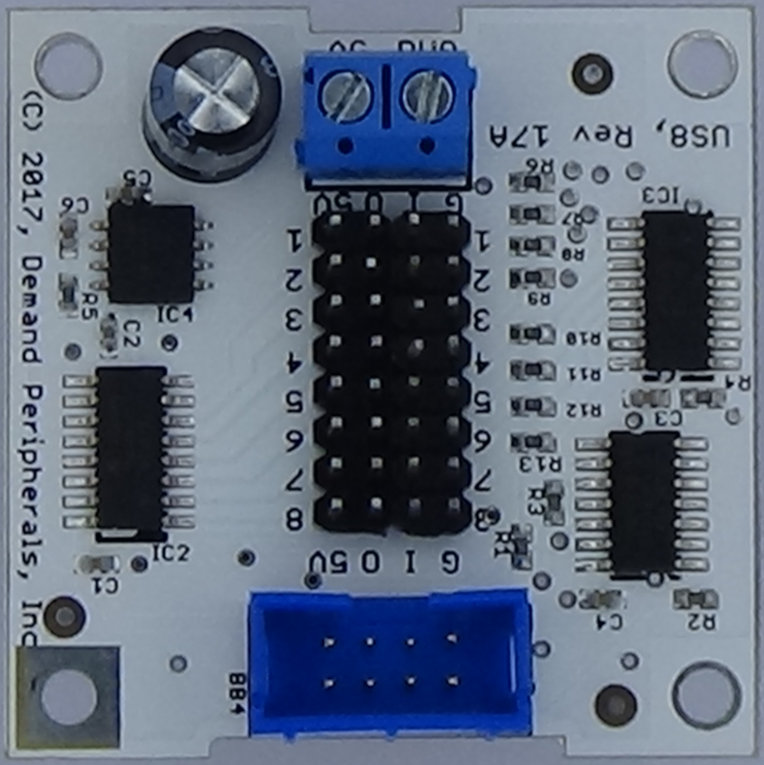 Gnd 5V
US8, Rev 17A
(C) 2017, Demand Peripherals, Inc
C5
C6
R5
IC4
C2
IC2
C1
5V O I G
1 1
2 2
3 3
4 4
5 5
6 6
7 7
8 8
5V O I G
R6
R7
R8
R9
R10
R11
R12
R13
IC3
R4
C3
R3
R1
C4
R2
BB4